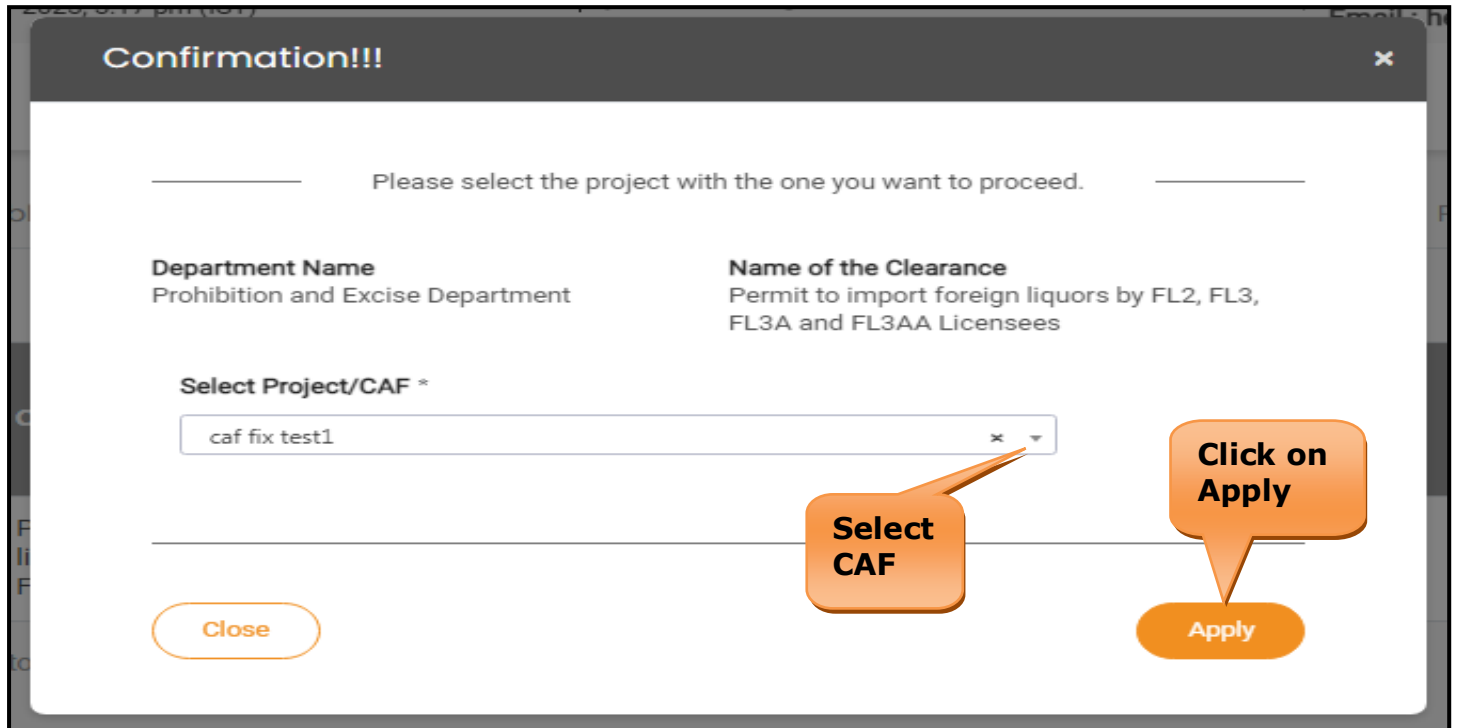 Confirmation!!!
Please select the project with the one you want to proceed.
Department Name
Prohibition and Excise Department
Name of the Clearance
Permit to import foreign liquors by FL2, FL3,
FL3A and FL3AA Licensees
Select Project/CAF *
caf fix test1
Select
CAF
Click on
Apply
Close
Apply